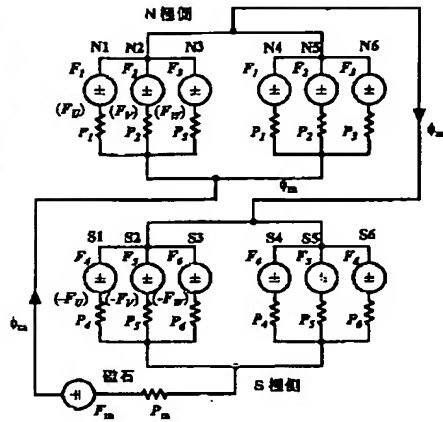 N極側
N1 N2 N3 N4 N5 N6
F1 F2 F3 F1 F2 F3
(FU) (FV) (FW)
P1 P2 P3 P1 P2 P3
ϕm
ϕm
S1 S2 S3 S4 S5 S6
F4 F5 F6 F4 F5 F6
(-FU) (-FV) (-FW)
P4 P5 P6 P4 P5 P6
ϕm
磁石
S極側
Fm Pm